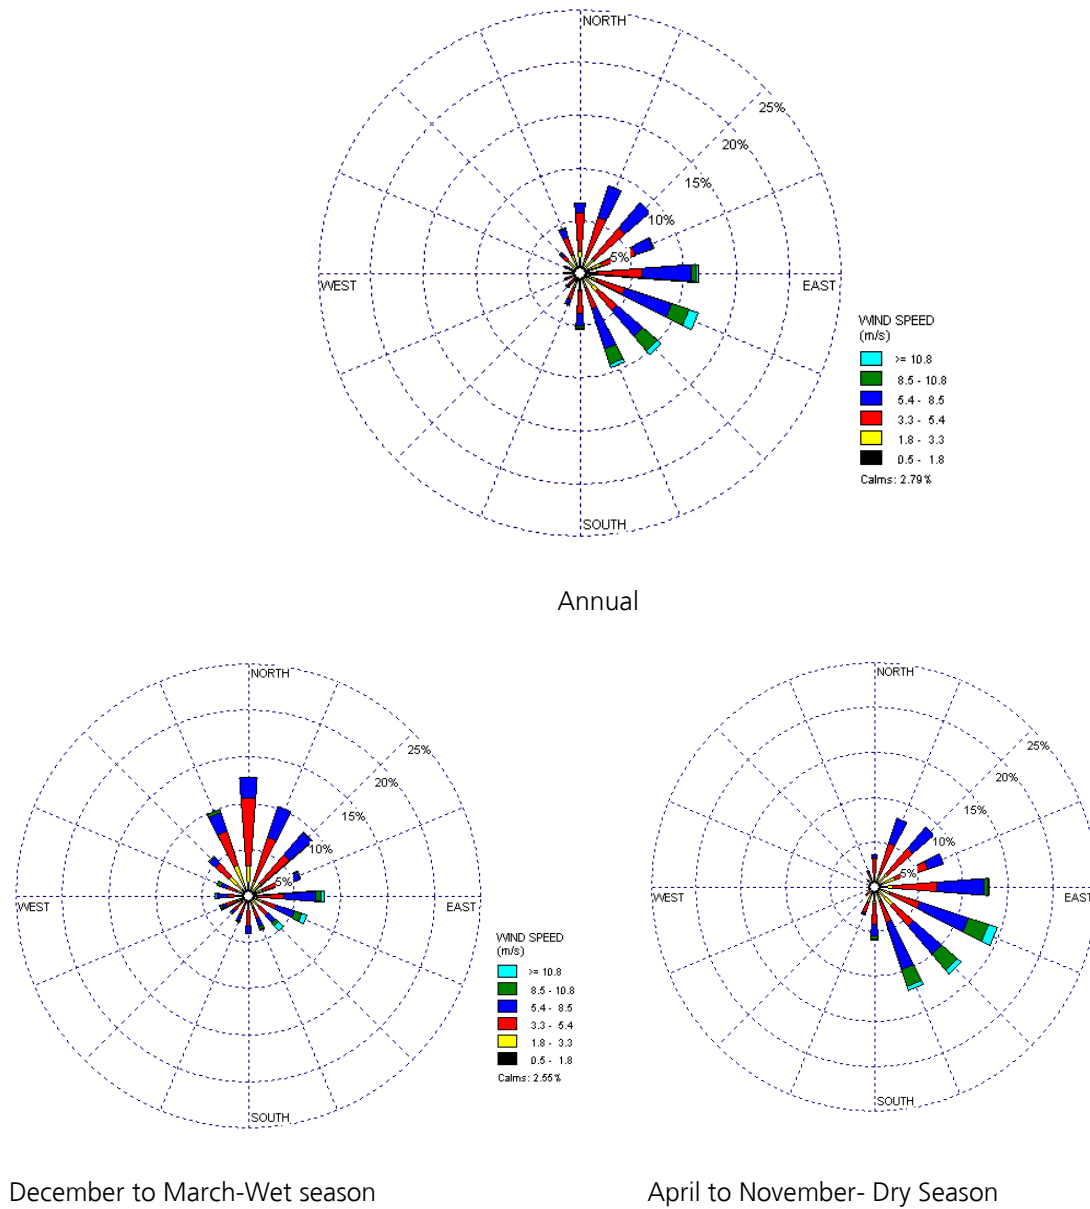 NORTH
25%
20%
15%
10%
5%
WEST
EAST
SOUTH
WIND SPEED
(m/s)
>= 10.8
8.5 - 10.8
5.4 - 8.5
3.3 - 5.4
1.8 - 3.3
0.5 - 1.8
Calms: 2.79%
Annual
NORTH
25%
20%
15%
10%
5%
WEST
EAST
SOUTH
WIND SPEED
(m/s)
>= 10.8
8.5 - 10.8
5.4 - 8.5
3.3 - 5.4
1.8 - 3.3
0.5 - 1.8
Calms: 2.55%
NORTH
25%
20%
15%
10%
5%
WEST
EAST
SOUTH
December to March-Wet season
April to November- Dry Season